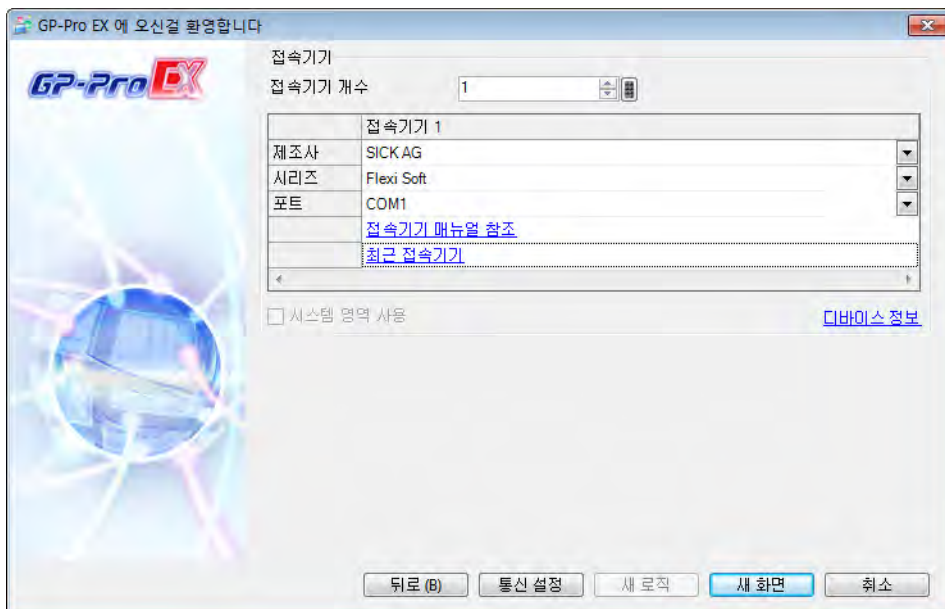 GP-Pro EX 에 오신걸 환영합니다
GP-Pro EX
접속기기
접속기기 개수 1
접속기기 1
제조사 SICK AG
시리즈 Flexi Soft
포트 COM1
접속기기 매뉴얼 참조
최근 접속기기
시스템 영역 사용 디바이스 정보
뒤로 (B) 통신 설정 새 로직 새 화면 취소